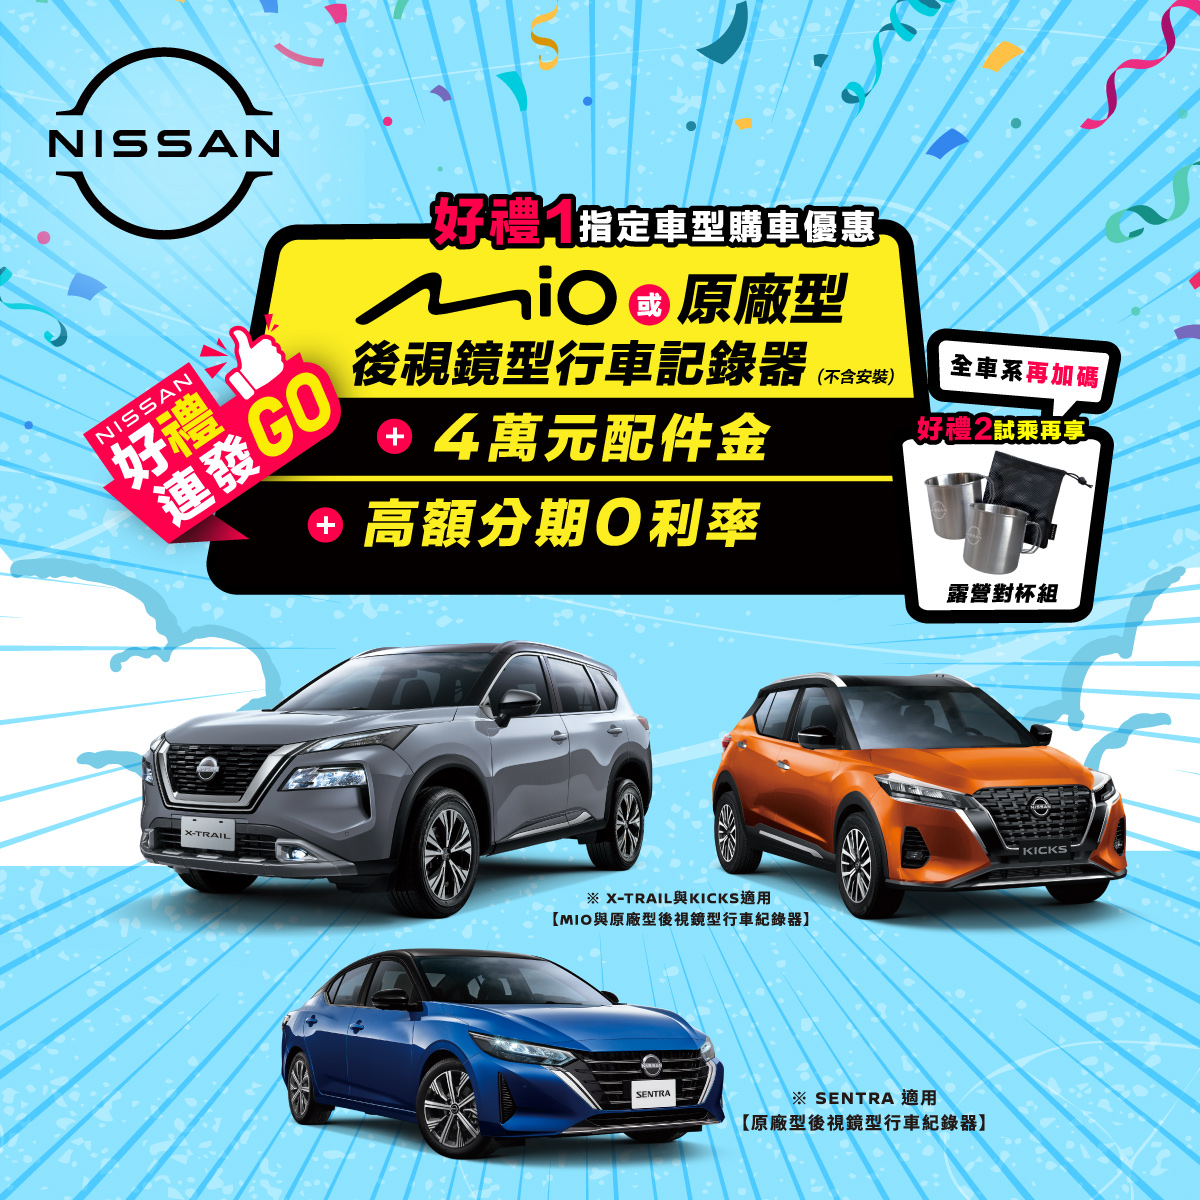 NISSAN
好禮1指定車型購車優惠
Mio 或 原廠型
後視鏡型行車記錄器 (不含安裝)
+ 4萬元配件金
+ 高額分期0利率
NISSAN
好禮
連發GO
全車系再加碼
好禮2試乘再享
露營對杯組
X-TRAIL
NISSAN
KICKS
※ X-TRAIL與KICKS適用
【MIO與原廠型後視鏡型行車紀錄器】
SENTRA
※ SENTRA 適用
【原廠型後視鏡型行車紀錄器】